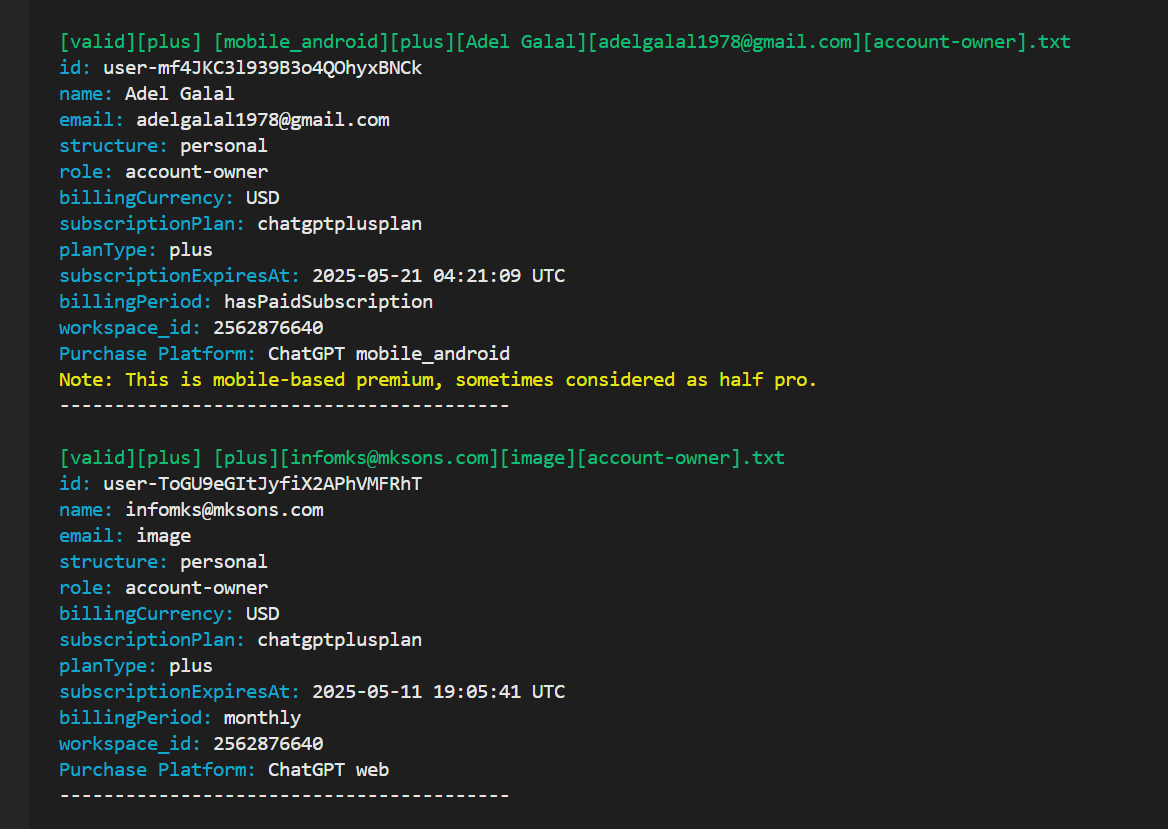 [valid][plus] [mobile_android][plus][Adel Galal][adelgalal1978@gmail.com][account-owner].txt
id: user-mf4JKC3l939B3o4QOhyxBNCk
name: Adel Galal
email: adelgalal1978@gmail.com
structure: personal
role: account-owner
billingCurrency: USD
subscriptionPlan: chatgptplusplan
planType: plus
subscriptionExpiresAt: 2025-05-21 04:21:09 UTC
billingPeriod: hasPaidSubscription
workspace_id: 2562876640
Purchase Platform: ChatGPT mobile_android
Note: This is mobile-based premium, sometimes considered as half pro.
-----------------------------------------
[valid][plus] [plus][infomks@mksons.com][image][account-owner].txt
id: user-ToGU9eGItJyfiX2APhVMFRhT
name: infomks@mksons.com
email: image
structure: personal
role: account-owner
billingCurrency: USD
subscriptionPlan: chatgptplusplan
planType: plus
subscriptionExpiresAt: 2025-05-11 19:05:41 UTC
billingPeriod: monthly
workspace_id: 2562876640
Purchase Platform: ChatGPT web
-----------------------------------------